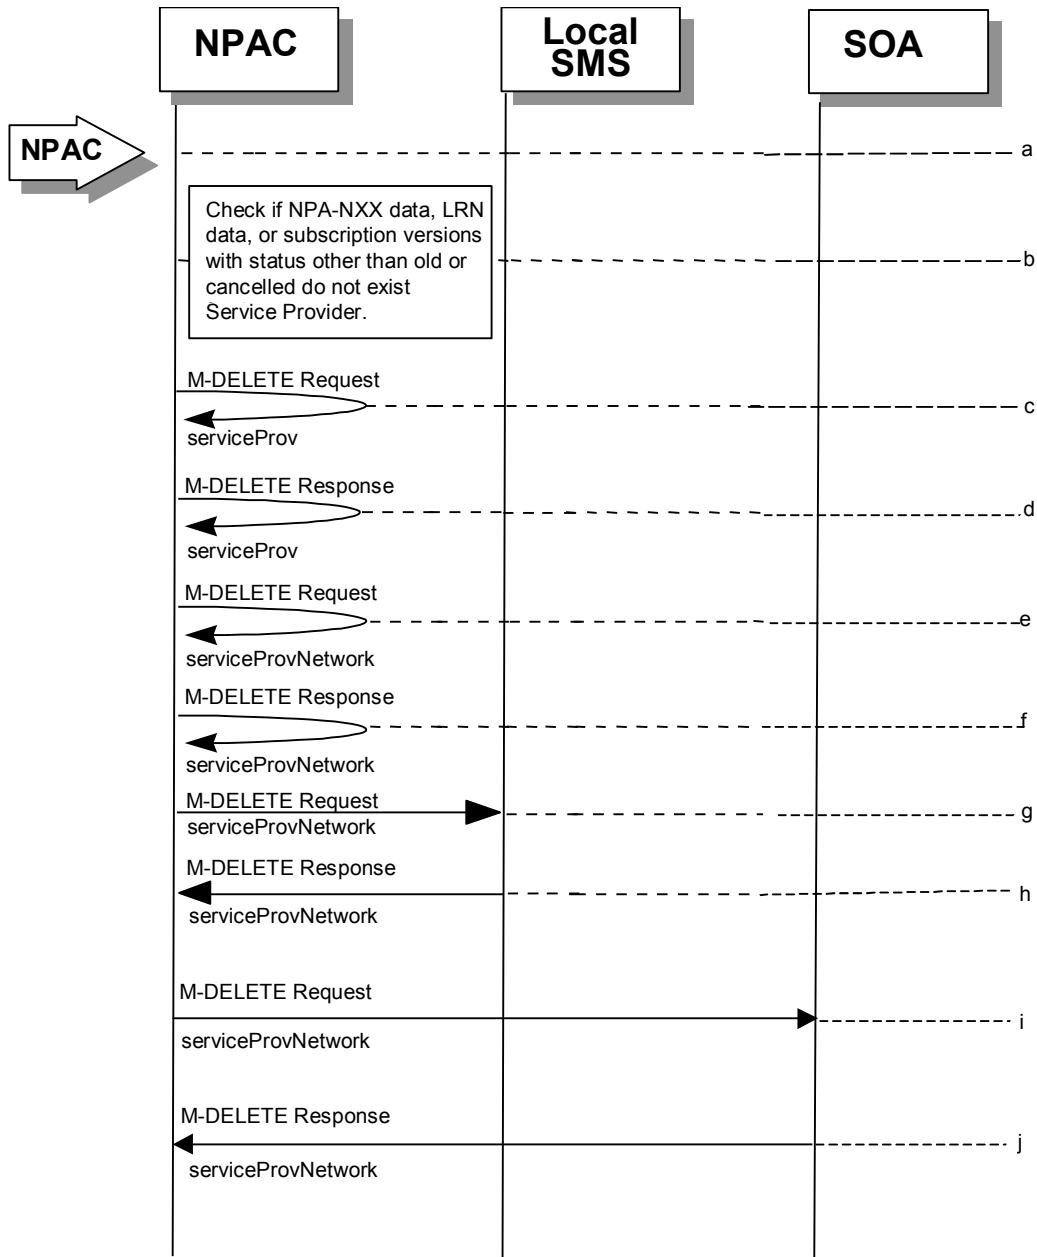 NPAC
Local
SMS
SOA
NPAC
a
Check if NPA-NXX data, LRN
data, or subscription versions
with status other than old or
cancelled do not exist
Service Provider.
b
M-DELETE Request
serviceProv
c
M-DELETE Response
serviceProv
d
M-DELETE Request
serviceProvNetwork
e
M-DELETE Response
serviceProvNetwork
f
M-DELETE Request
serviceProvNetwork
g
M-DELETE Response
serviceProvNetwork
h
M-DELETE Request
serviceProvNetwork
i
M-DELETE Response
serviceProvNetwork
j